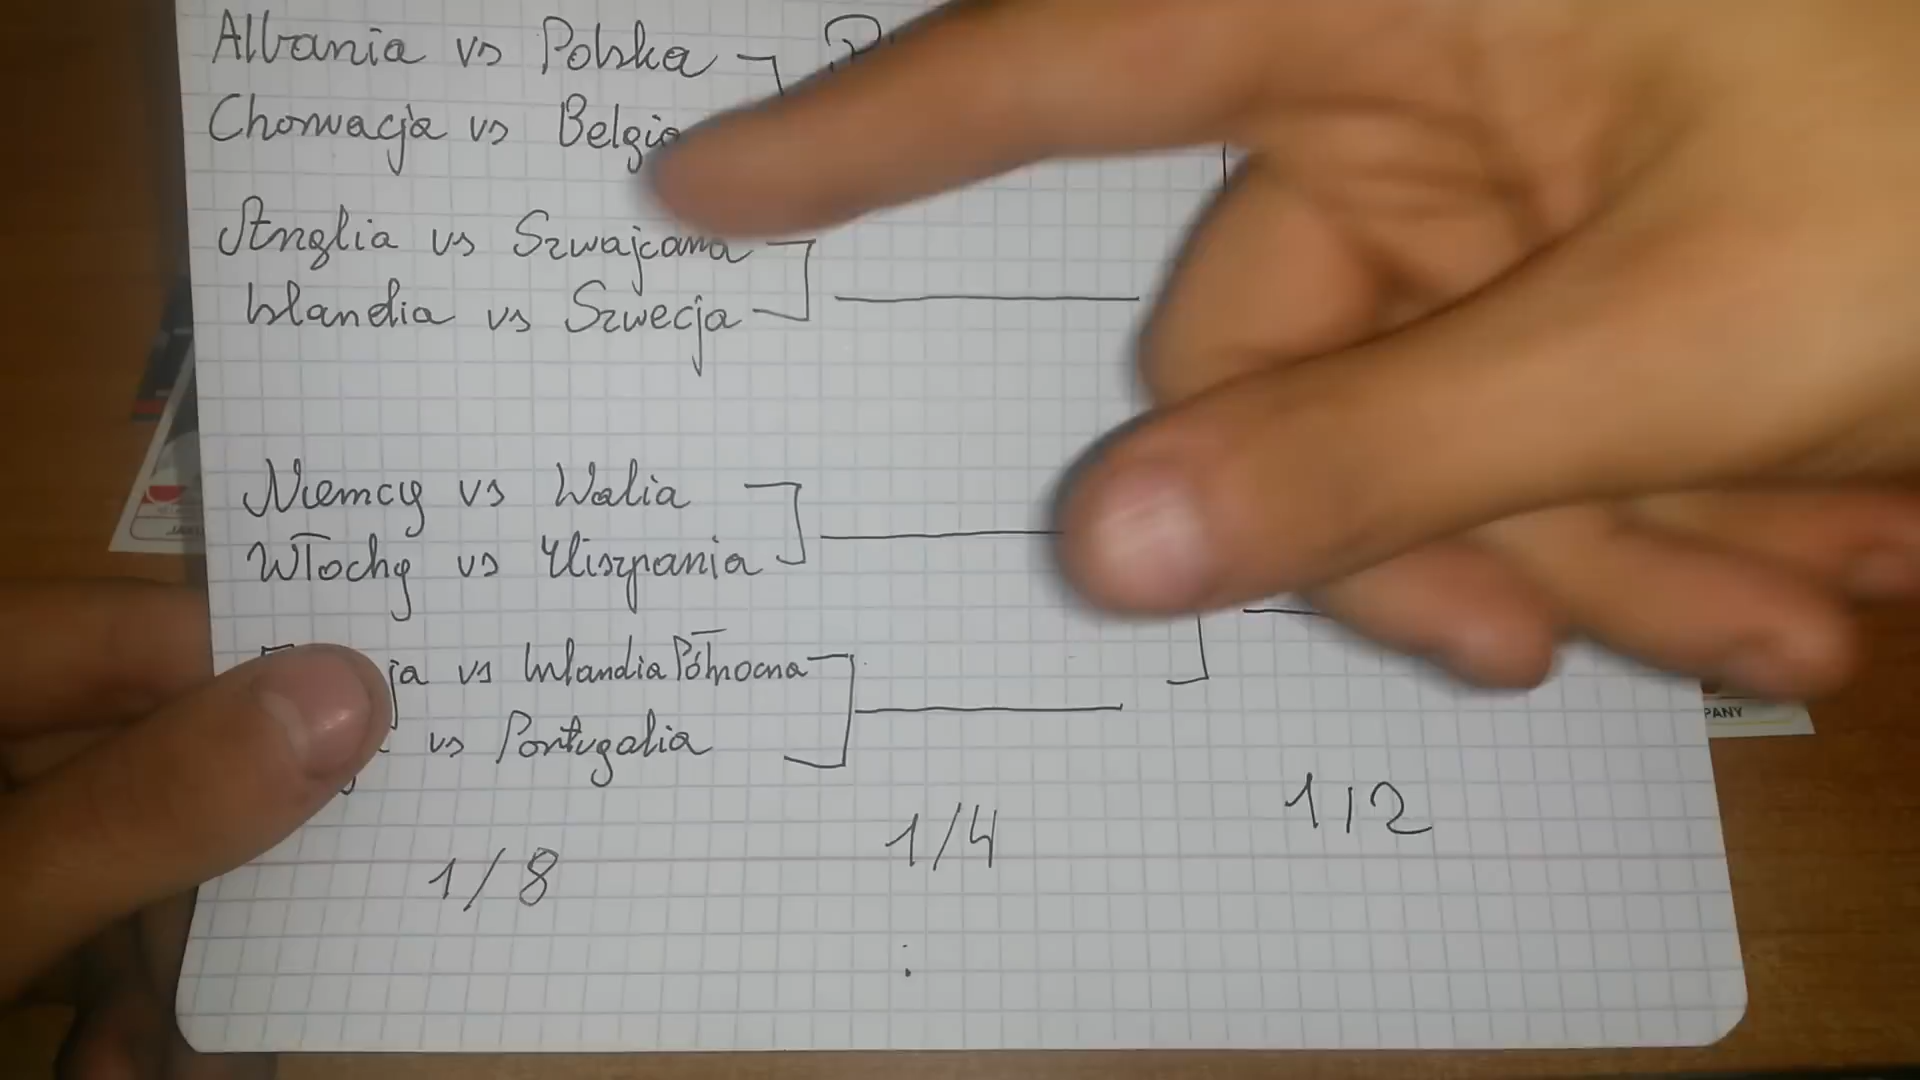 Albania vs Polska
Chorwacja vs Belgia
Anglia vs Szwajcaria
Islandia vs Szwecja
Niemcy vs Walia
Włochy vs Hiszpania
vs Irlandia Północna
vs Portugalia
1/8
1/4
1/2
PANY